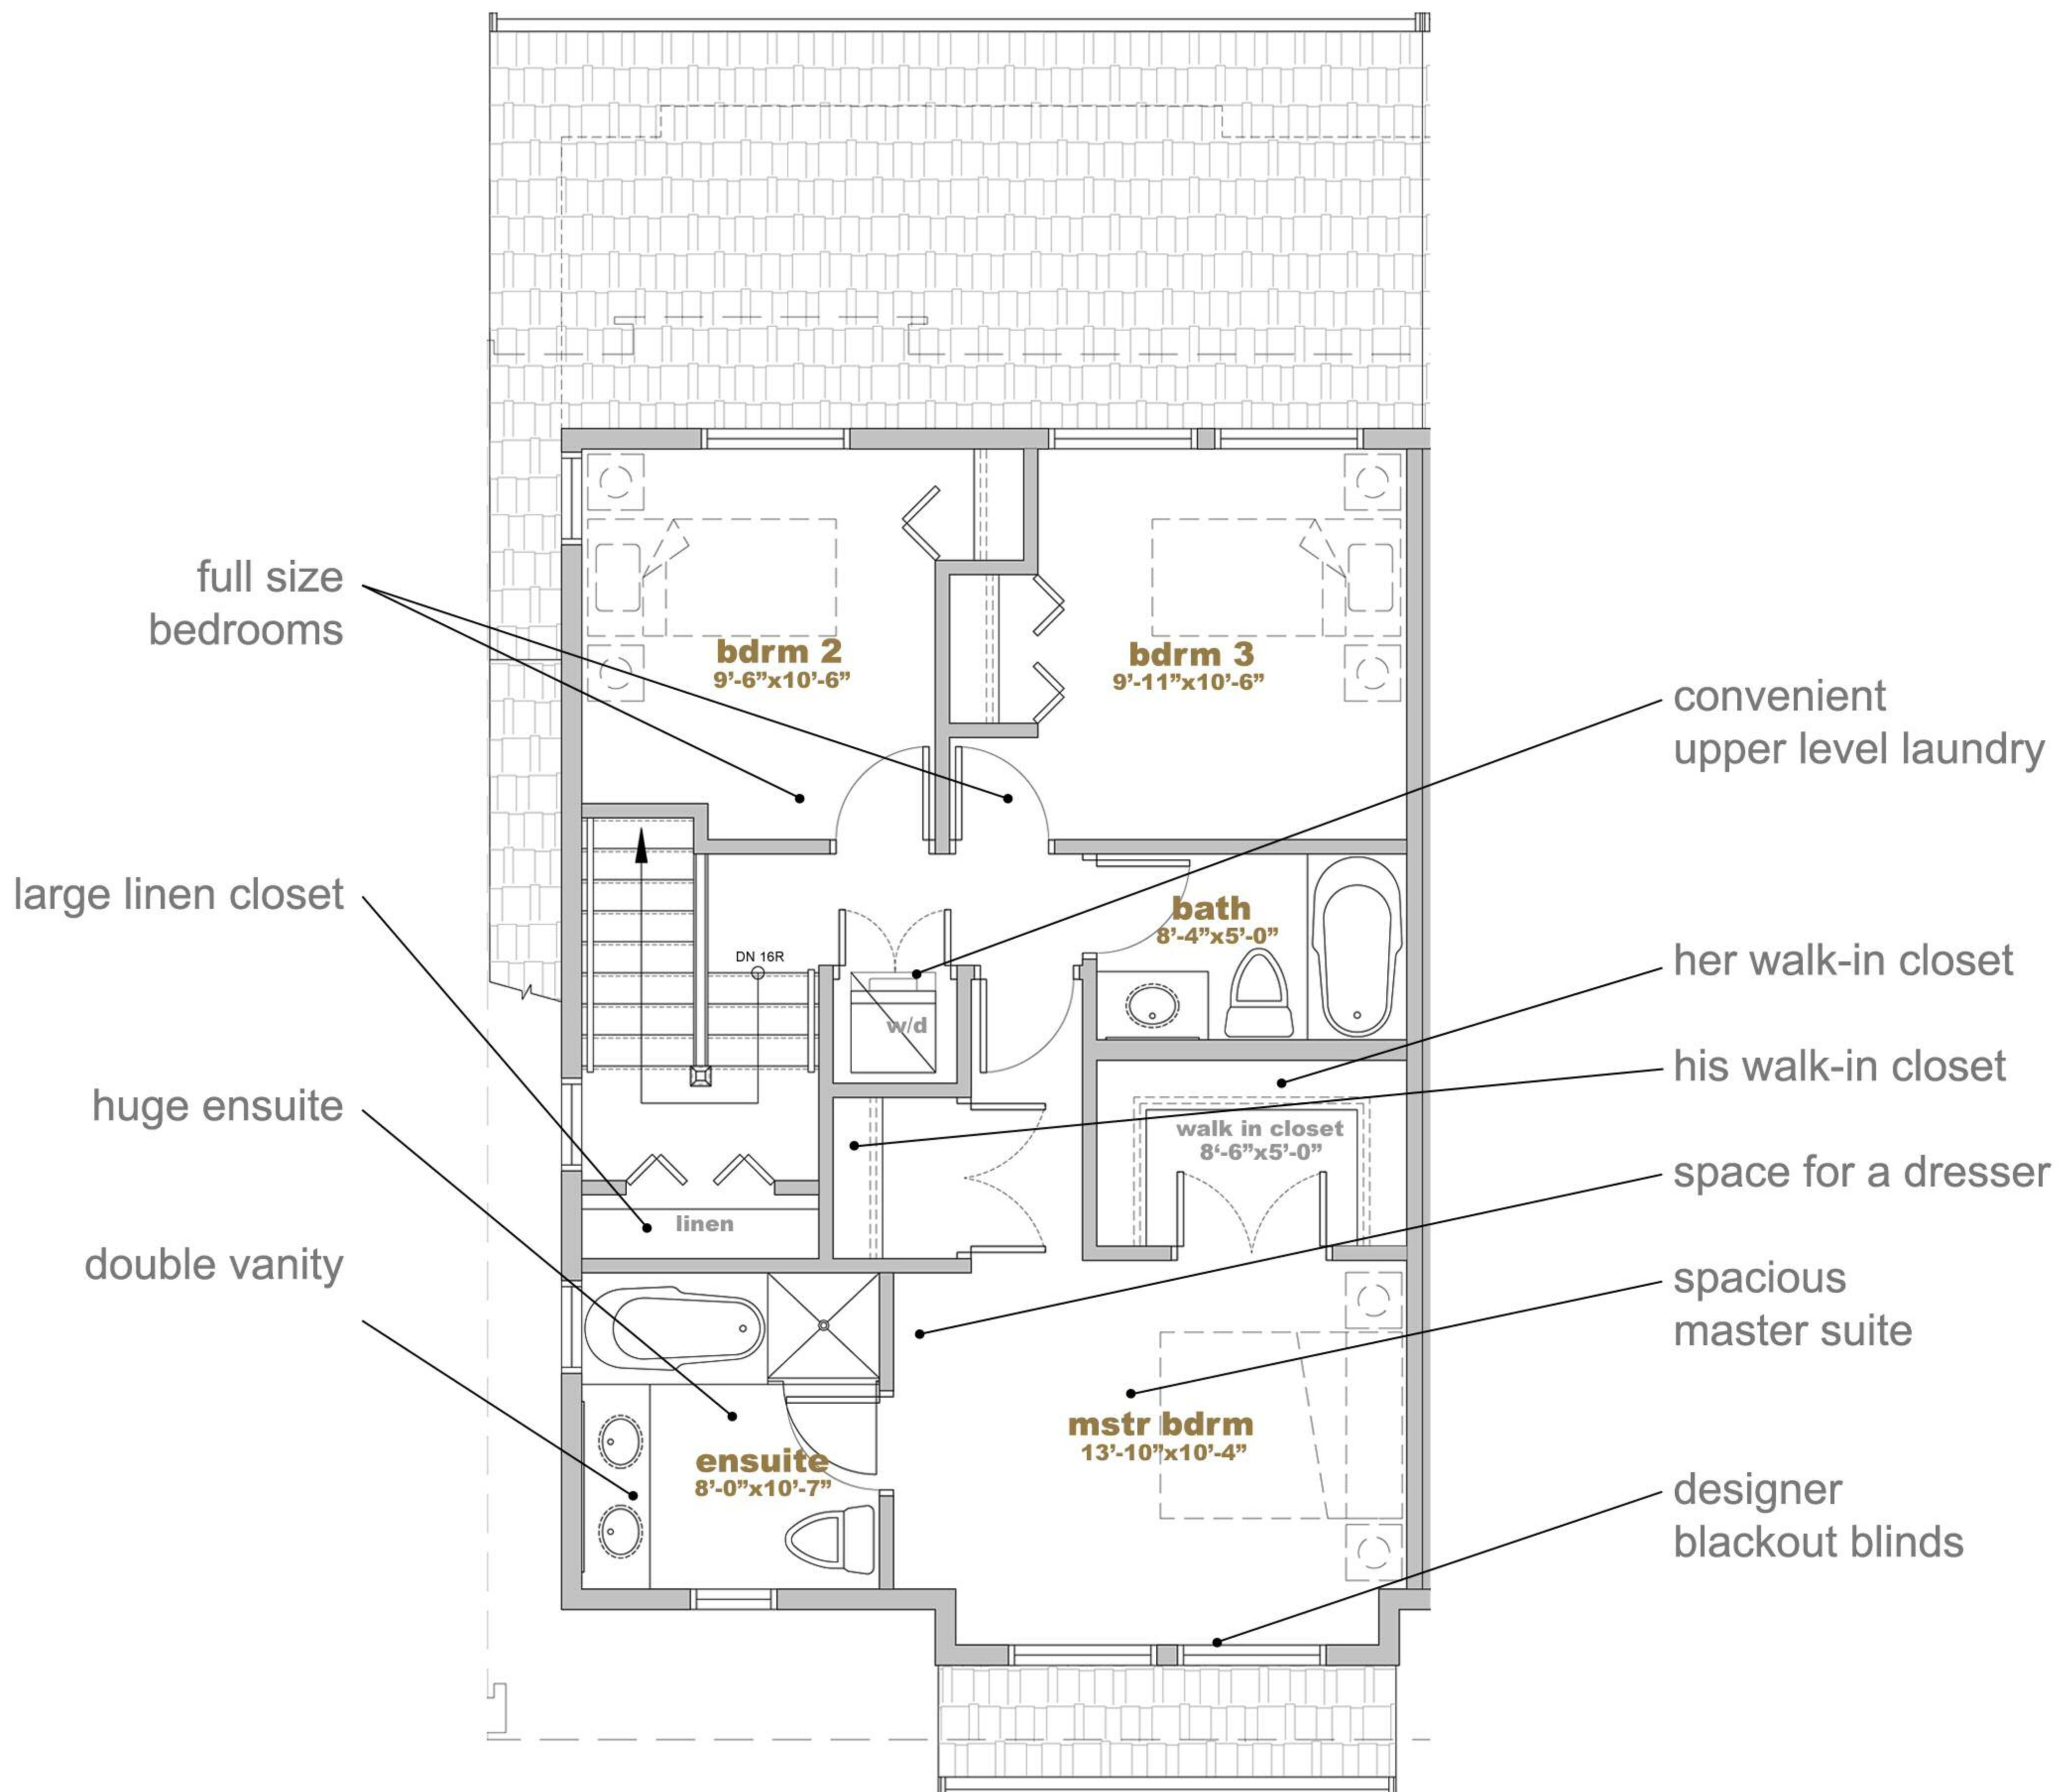 full size
bedrooms
large linen closet
huge ensuite
double vanity
bdrm 2
9’-6”x10’-6”
bdrm 3
9’-11”x10’-6”
bath
8’-4”x5’-0”
DN 16R
w/d
walk in closet
8‘-6”x5’-0”
linen
mstr bdrm
13’-10”x10’-4”
ensuite
8’-0”x10’-7”
convenient
upper level laundry
her walk-in closet
his walk-in closet
space for a dresser
spacious
master suite
designer
blackout blinds